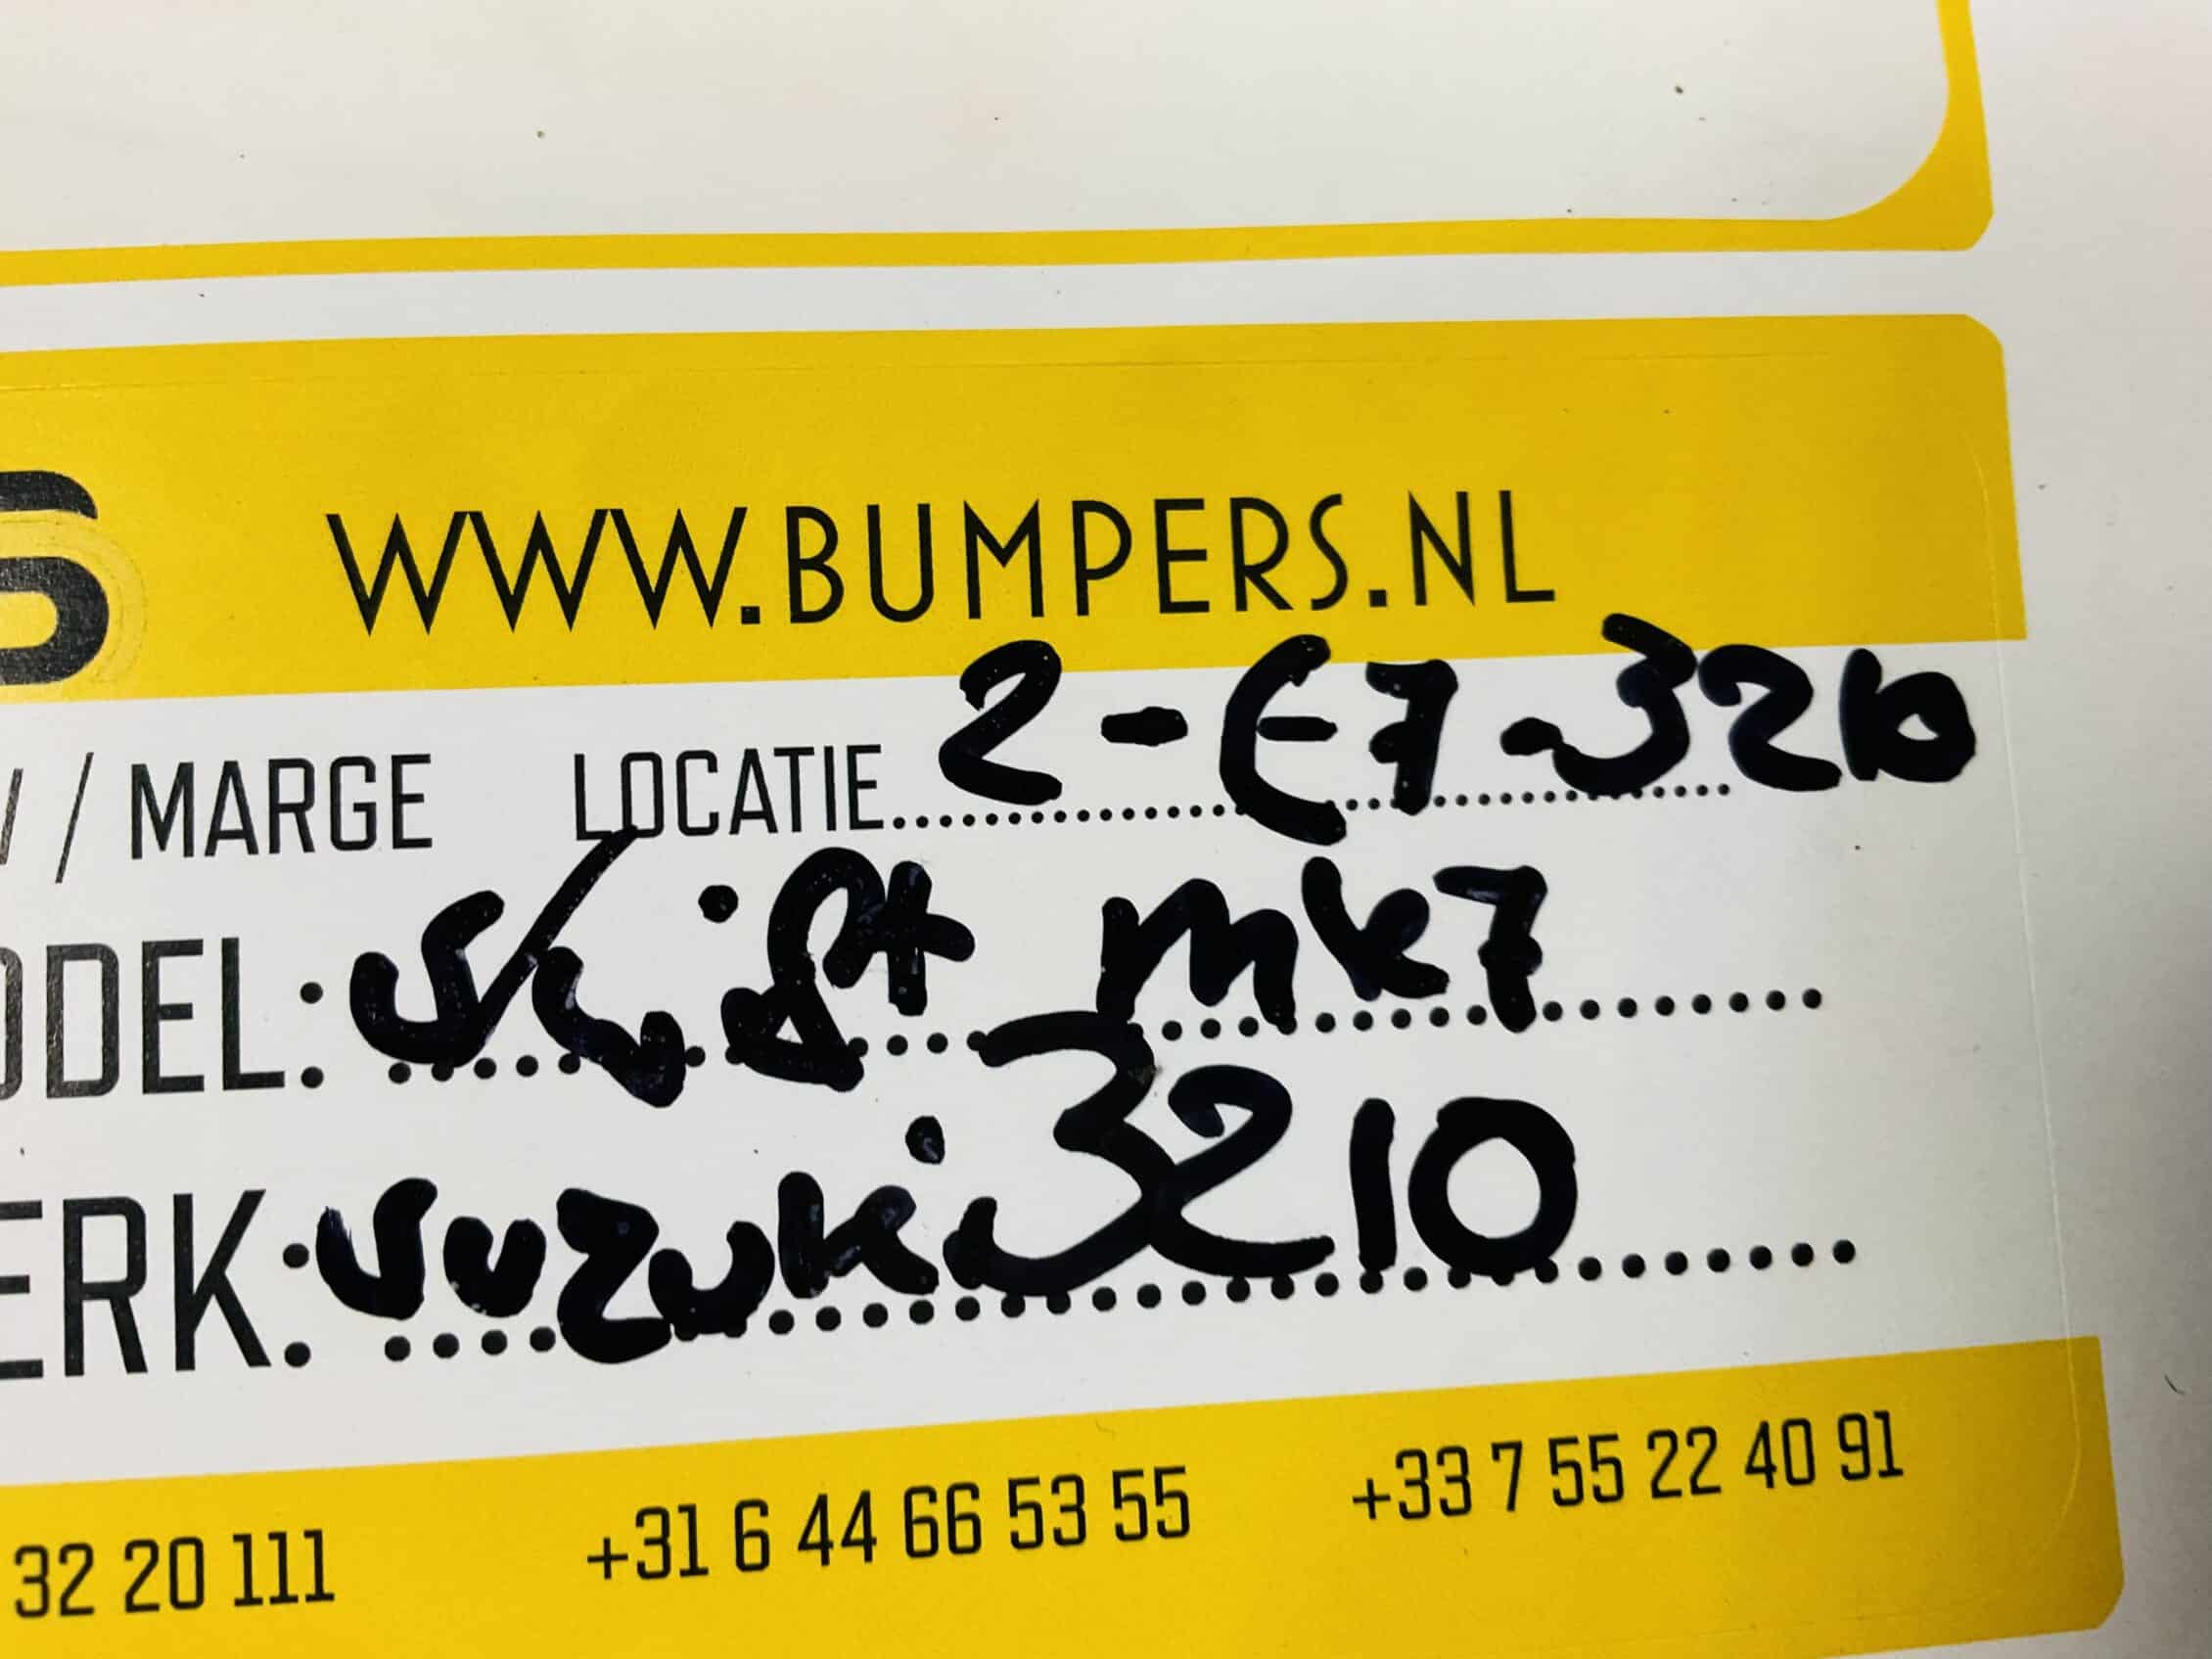 S WWW.BUMPERS.NL
/ MARGE LOCATIE 2-E7-3210
ODEL: Swift mk7
ERK: suzuki 3210
32 20 111 +31 6 44 66 53 55 +33 7 55 22 40 91